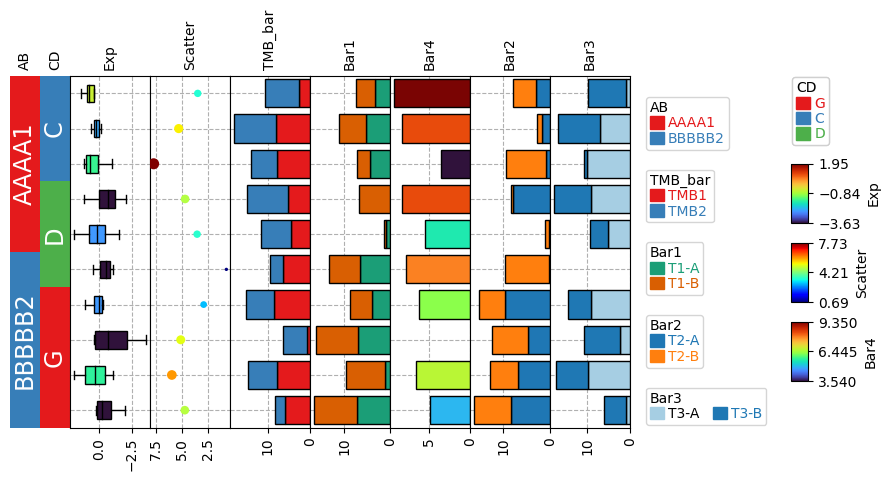 AB
CD
Exp
Scatter
TMB_bar
Bar1
Bar4
Bar2
Bar3
AAAA1
BBBBB2
C
D
G
0.0
−2.5
7.5
5.0
2.5
10
0
10
0
5
0
10
0
10
0
AB
AAAA1
BBBBB2
TMB_bar
TMB1
TMB2
Bar1
T1-A
T1-B
Bar2
T2-A
T2-B
Bar3
T3-A T3-B
CD
G
C
D
1.95
−0.84
−3.63
Exp
7.73
4.21
0.69
Scatter
9.350
6.445
3.540
Bar4